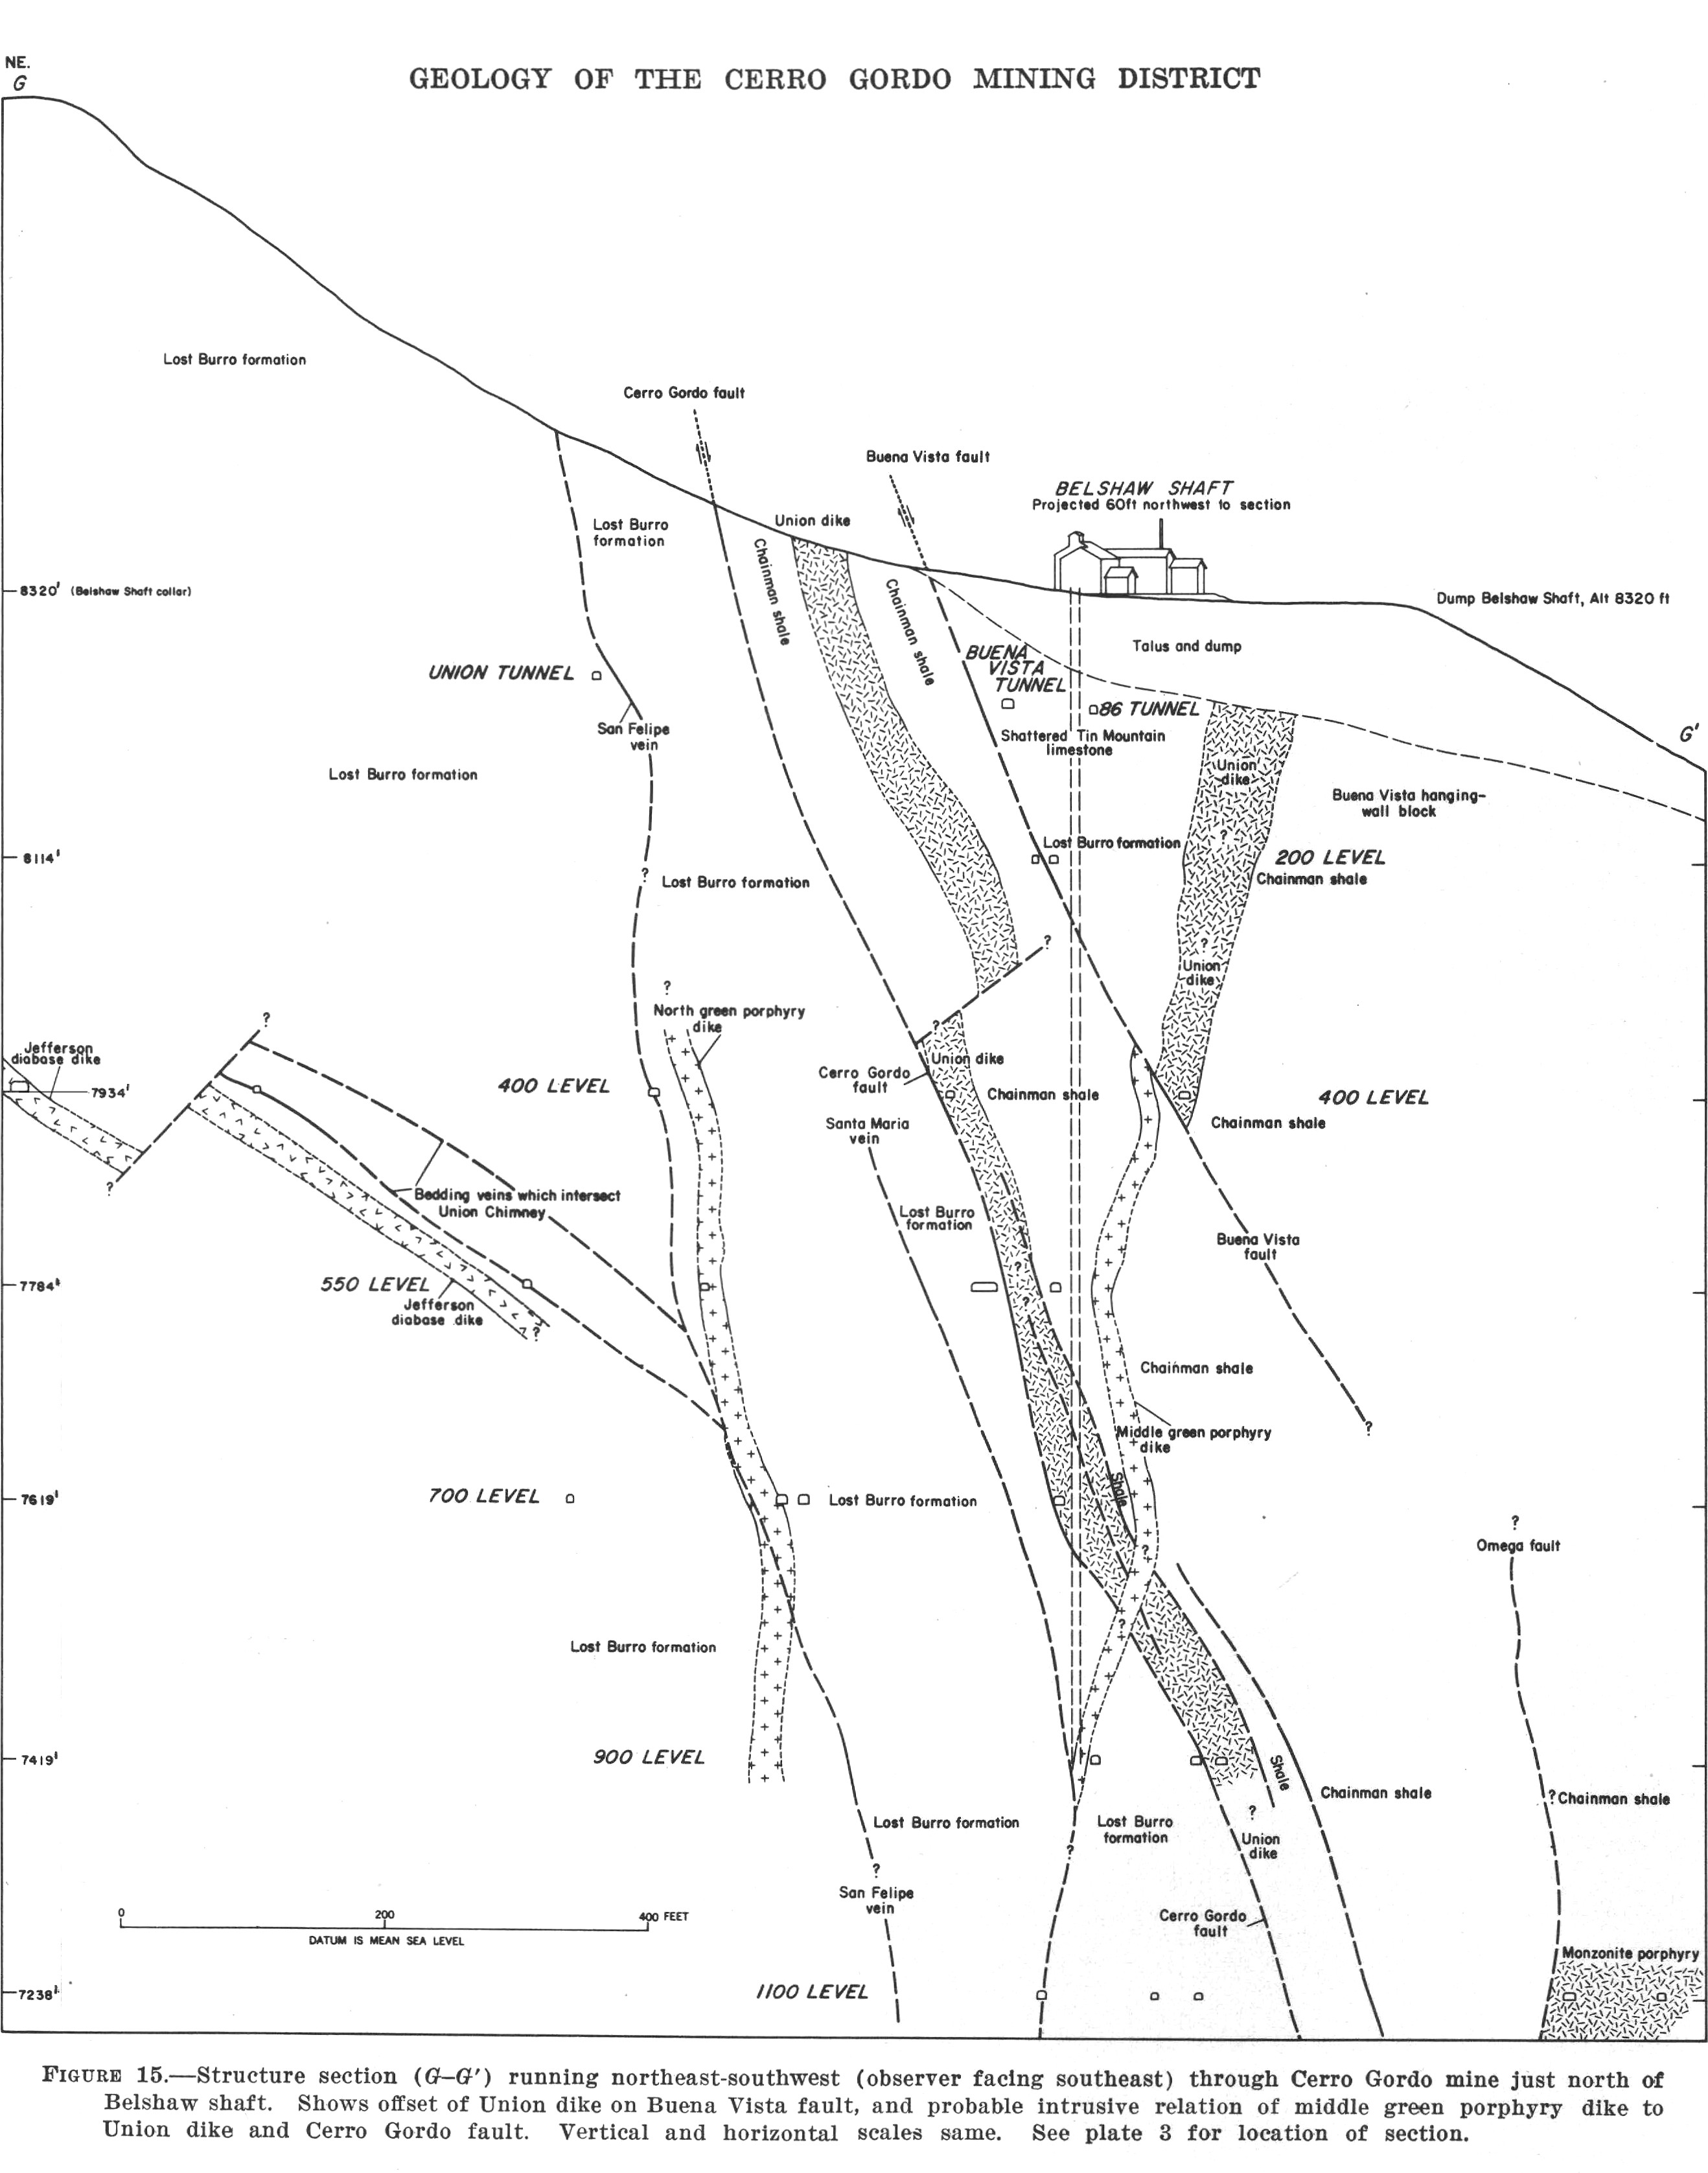 NE.
G
GEOLOGY OF THE CERRO GORDO MINING DISTRICT
Lost Burro formation
Cerro Gordo fault
Buena Vista fault
BELSHAW SHAFT
Projected 60ft northwest to section
Union dike
Lost Burro
formation
Chainman shale
Chainman shale
8320' (Belshaw Shaft collar)
Dump Belshaw Shaft, Alt 8320 ft
Talus and dump
BUENA
VISTA
TUNNEL
UNION TUNNEL
86 TUNNEL
San Felipe
vein
Shattered Tin Mountain
limestone
G'
Union
dike
?
Lost Burro formation
Buena Vista hanging-
wall block
Lost Burro formation
8114'
200 LEVEL
?
Lost Burro formation
Chainman shale
?
?
Union
dike
?
North green porphyry
dike
?
?
Jefferson
diabase dike
Union dike
Cerro Gordo
fault
7934'
400 LEVEL
Chainman shale
400 LEVEL
Santa Maria
vein
Chainman shale
?
Bedding veins which intersect
Union Chimney
Lost Burro
formation
Buena Vista
fault
?
7784'
550 LEVEL
?
Jefferson
diabase dike
?
Chainman shale
?
Middle green porphyry
dike
Shale
7619'
700 LEVEL
Lost Burro formation
?
Omega fault
?
?
Lost Burro formation
7419'
900 LEVEL
Shale
Chainman shale
? Chainman shale
Lost Burro formation
Lost Burro
formation
?
Union
dike
?
?
San Felipe
vein
Cerro Gordo
fault
0 200 400 FEET
DATUM IS MEAN SEA LEVEL
Monzonite porphyry
7238'
1100 LEVEL
FIGURE 15.—Structure section (G–G′) running northeast-southwest (observer facing southeast) through Cerro Gordo mine just north of
Belshaw shaft. Shows offset of Union dike on Buena Vista fault, and probable intrusive relation of middle green porphyry dike to
Union dike and Cerro Gordo fault. Vertical and horizontal scales same. See plate 3 for location of section.